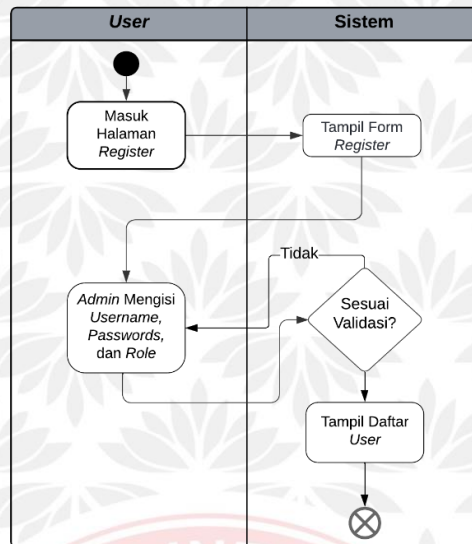 User
Sistem
Masuk
Halaman
Register
Tampil Form
Register
Tidak
Admin Mengisi
Username,
Passwords,
dan Role
Sesuai
Validasi?
Tampil Daftar
User